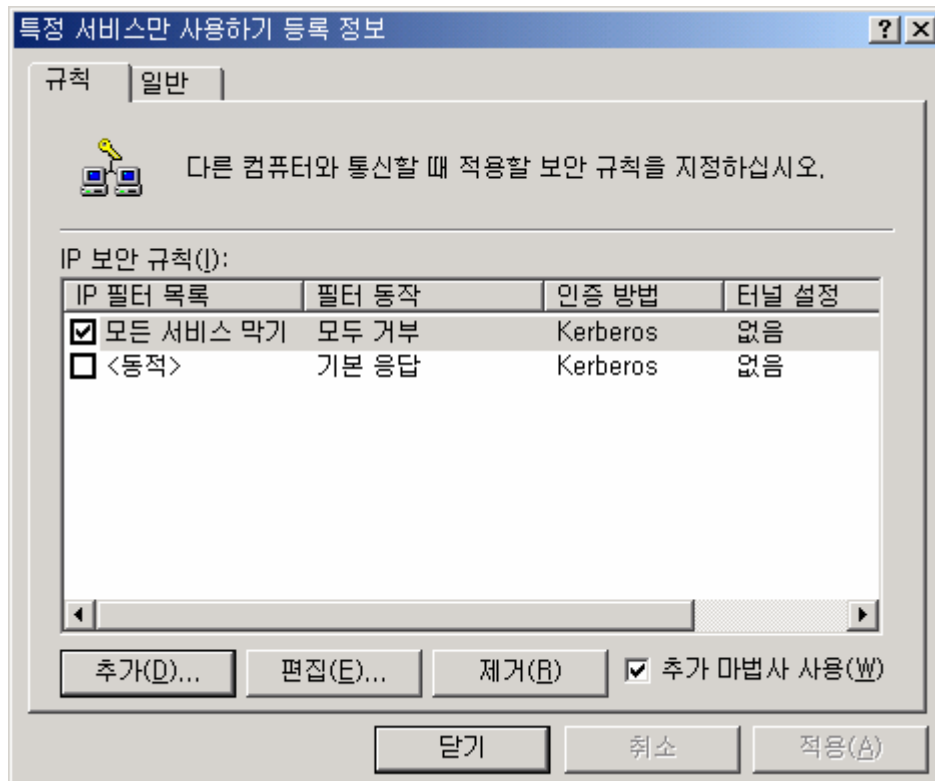 특정 서비스만 사용하기 등록 정보
규칙 일반
다른 컴퓨터와 통신할 때 적용할 보안 규칙을 지정하십시오.
IP 보안 규칙(I):
IP 필터 목록 필터 동작 인증 방법 터널 설정
모든 서비스 막기 모두 거부 Kerberos 없음
<동적> 기본 응답 Kerberos 없음
추가(D)... 편집(E)... 제거(R) 추가 마법사 사용(W)
닫기 취소 적용(A)